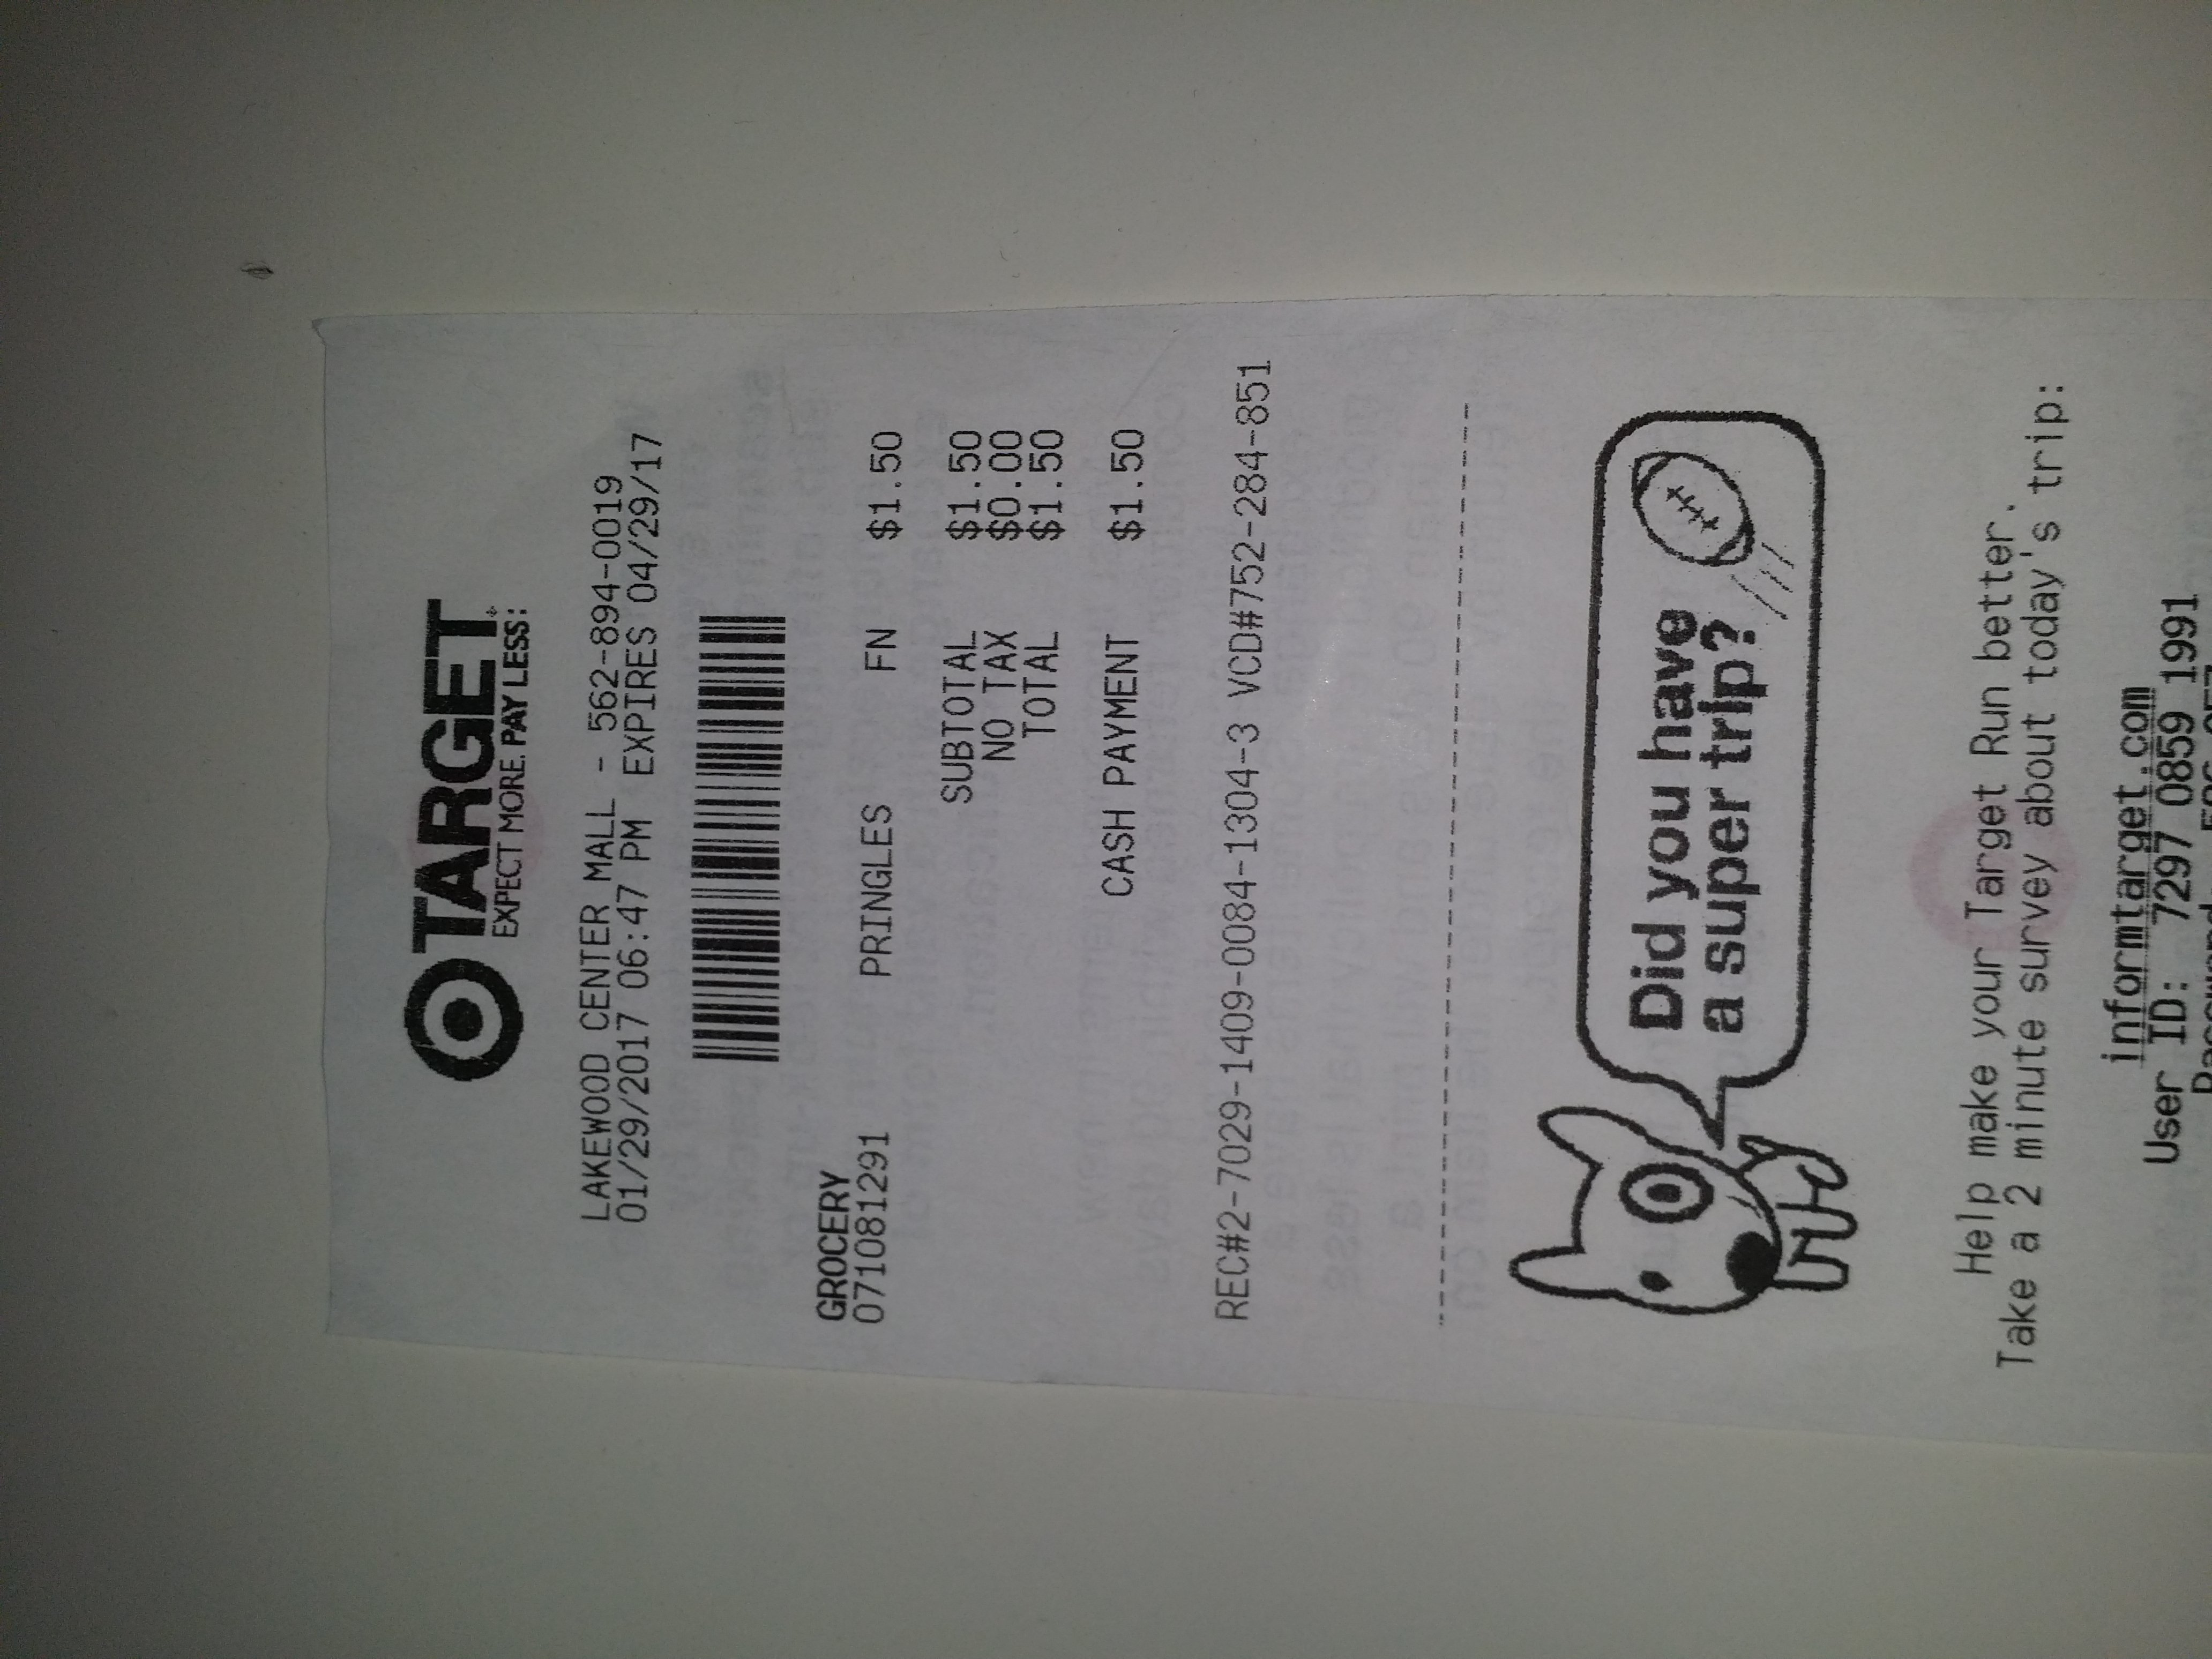 TARGET
EXPECT MORE. PAY LESS.
LAKEWOOD CENTER MALL - 562-894-0019
01/29/2017 06:47 PM EXPIRES 04/29/17
GROCERY
071081291 PRINGLES FN $1.50
SUBTOTAL $1.50
NO TAX $0.00
TOTAL $1.50
CASH PAYMENT $1.50
REC#2-7029-1409-0084-1304-3 VCD#752-284-851
Did you have
a super trip?
Help make your Target Run better.
Take a 2 minute survey about today's trip:
informtarget.com
User ID: 7297 0859 1991
Password: